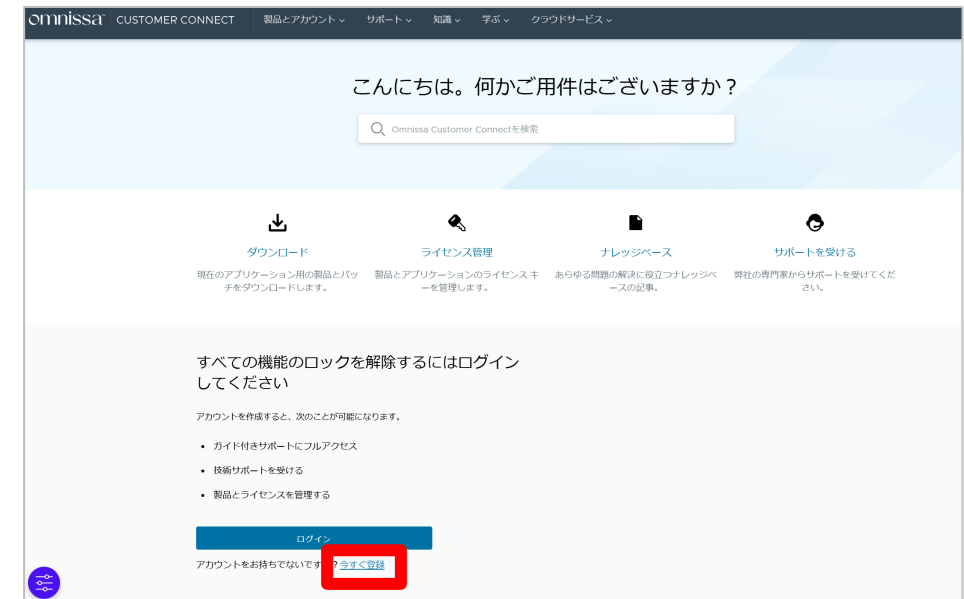 omnissa CUSTOMER CONNECT 製品とアカウント サポート 知識 学ぶ クラウドサービス
こんにちは。何かご用件はございますか?
Omnissa Customer Connectを検索
ダウンロード
現在のアプリケーション用の製品とパッ
チをダウンロードします。
ライセンス管理
製品とアプリケーションのライセンス キ
ーを管理します。
ナレッジベース
あらゆる問題の解決に役立つナレッジベ
ースの記事。
サポートを受ける
弊社の専門家からサポートを受けてくだ
さい。
すべての機能のロックを解除するにはログイン
してください
アカウントを作成すると、次のことが可能になります。
• ガイド付きサポートにフルアクセス
• 技術サポートを受ける
• 製品とライセンスを管理する
ログイン
アカウントをお持ちでないです ? 今すぐ登録